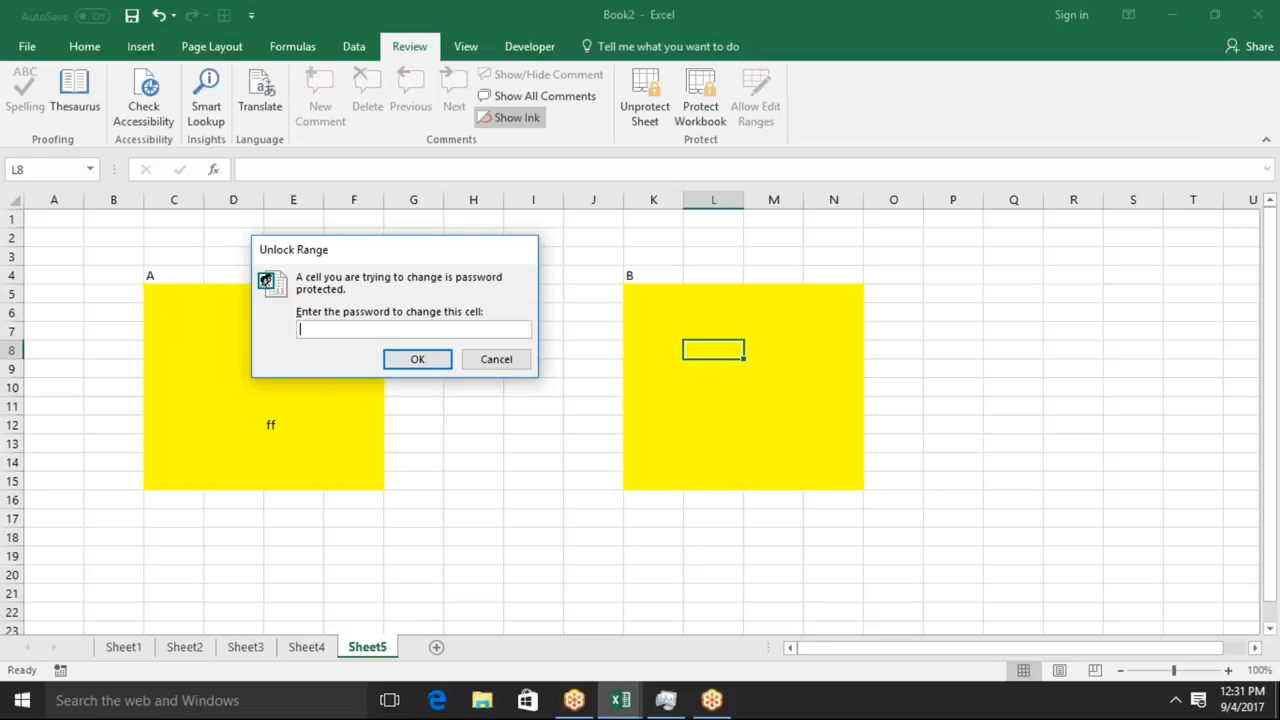 AutoSave Off
Book2 - Excel
Sign in
File Home Insert Page Layout Formulas Data Review View Developer Tell me what you want to do Share
ABC
Spelling Thesaurus
Check
Accessibility
Smart
Lookup
Translate
New
Comment
Delete Previous Next
Show/Hide Comment
Show All Comments
Show Ink
Unprotect
Sheet
Protect
Workbook
Allow Edit
Ranges
Proofing Accessibility Insights Language Comments Protect
L8 fx
A B C D E F G H I J K L M N O P Q R S T U
1
2
3
4 A B
5
6
7
8
9
10
11
12 ff
13
14
15
16
17
18
19
20
21
22
23
Unlock Range
A cell you are trying to change is password
protected.
Enter the password to change this cell:
OK Cancel
Sheet1 Sheet2 Sheet3 Sheet4 Sheet5
Ready 100%
Search the web and Windows
12:31 PM
9/4/2017